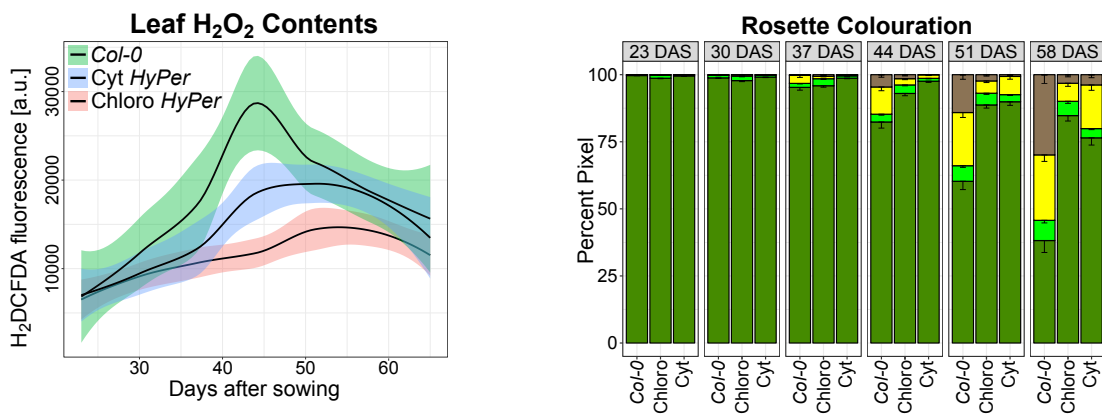 Leaf H₂O₂ Contents
Col-0
Cyt HyPer
Chloro HyPer
H₂DCFDA fluorescence [a.u.]
30000
20000
10000
30 40 50 60
Days after sowing
Rosette Colouration
23 DAS 30 DAS 37 DAS 44 DAS 51 DAS 58 DAS
Percent Pixel
100
75
50
25
0
Col-0 Chloro Cyt Col-0 Chloro Cyt Col-0 Chloro Cyt Col-0 Chloro Cyt Col-0 Chloro Cyt Col-0 Chloro Cyt